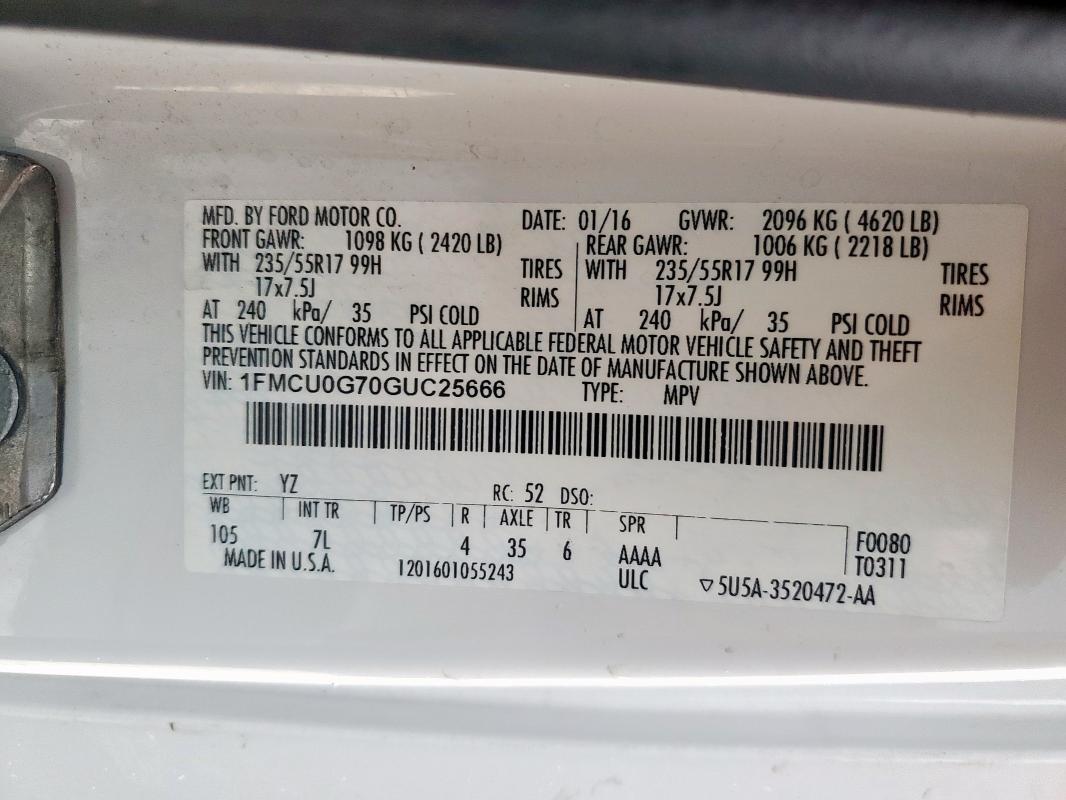 MFD. BY FORD MOTOR CO. DATE: 01/16 GVWR: 2096 KG ( 4620 LB)
FRONT GAWR: 1098 KG ( 2420 LB) REAR GAWR: 1006 KG ( 2218 LB)
WITH 235/55R17 99H TIRES WITH 235/55R17 99H TIRES
17x7.5J RIMS 17x7.5J RIMS
AT 240 kPa/ 35 PSI COLD AT 240 kPa/ 35 PSI COLD
THIS VEHICLE CONFORMS TO ALL APPLICABLE FEDERAL MOTOR VEHICLE SAFETY AND THEFT
PREVENTION STANDARDS IN EFFECT ON THE DATE OF MANUFACTURE SHOWN ABOVE.
VIN: 1FMCU0G70GUC25666 TYPE: MPV
EXT PNT: YZ RC: 52 DSO:
WB INT TR TP/PS R AXLE TR SPR
105 7L 4 35 6 AAAA F0080
MADE IN U.S.A. 1201601055243 ULC T0311
▽5U5A-3520472-AA